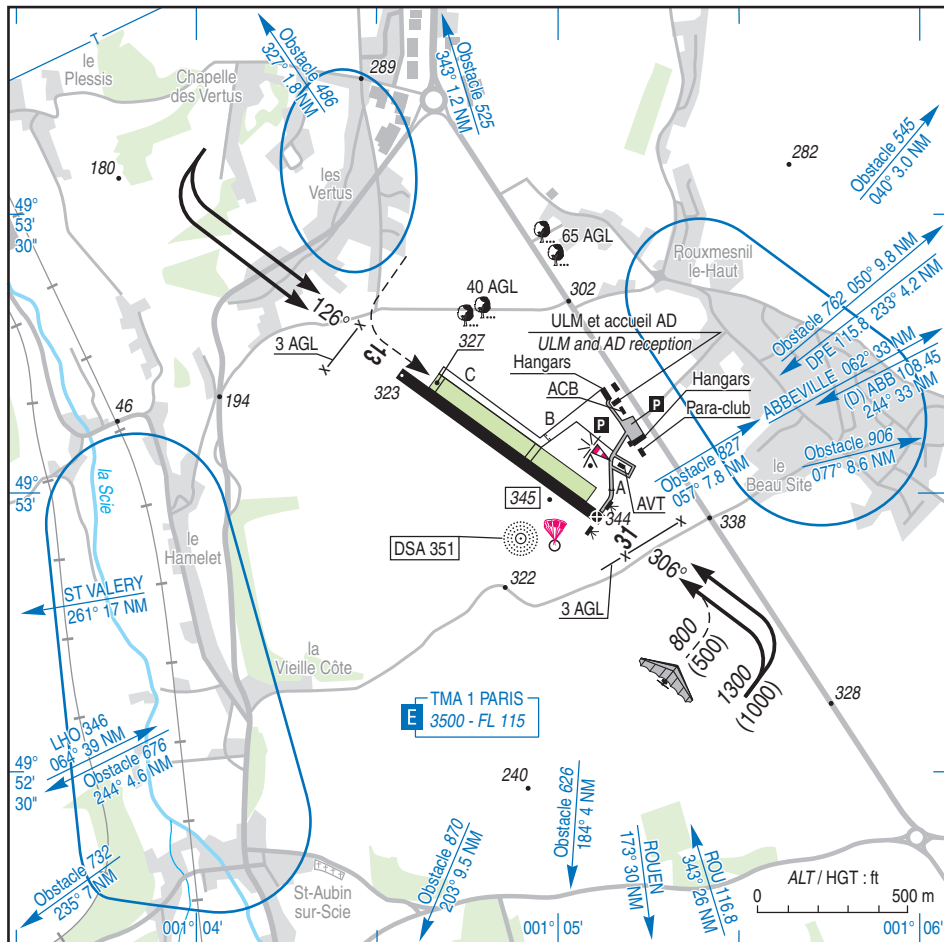 T
le
Plessis
Chapelle
des Vertus
Obstacle 486
327° 1.8 NM
289
Obstacle 525
343° 1.2 NM
282
Obstacle 545
040° 3.0 NM
180
les
Vertus
49°
53'
30"
65 AGL
Rouxmesnil
le-Haut
40 AGL
302
126°
3 AGL
13
327
323
C
B
A
ULM et accueil AD
ULM and AD reception
Hangars
ACB
P
P
Hangars
Para-club
AVT
Obstacle 762 050° 9.8 NM
DPE 115.8 233° 4.2 NM
ABBEVILLE 062° 33 NM
(D) ABB 108.45
244° 33 NM
Obstacle 827
057° 7.8 NM
Obstacle 906
077° 8.6 NM
le
Beau Site
194
46
la Scie
49°
53'
345
344
DSA 351
31
338
306°
le
Hamelet
322
3 AGL
ST VALERY
261° 17 NM
la
Vieille Côte
800
(500)
1300
(1000)
328
E
TMA 1 PARIS
3500 - FL 115
LHO 346
064° 39 NM
Obstacle 676
244° 4.6 NM
49°
52'
30"
240
Obstacle 732
235° 7 NM
St-Aubin
sur-Scie
Obstacle 870
203° 9.5 NM
Obstacle 626
184° 4 NM
ROUEN
173° 30 NM
ROU 116.8
343° 26 NM
ALT / HGT : ft
0 500 m
001° 04'
001° 05'
001° 06'